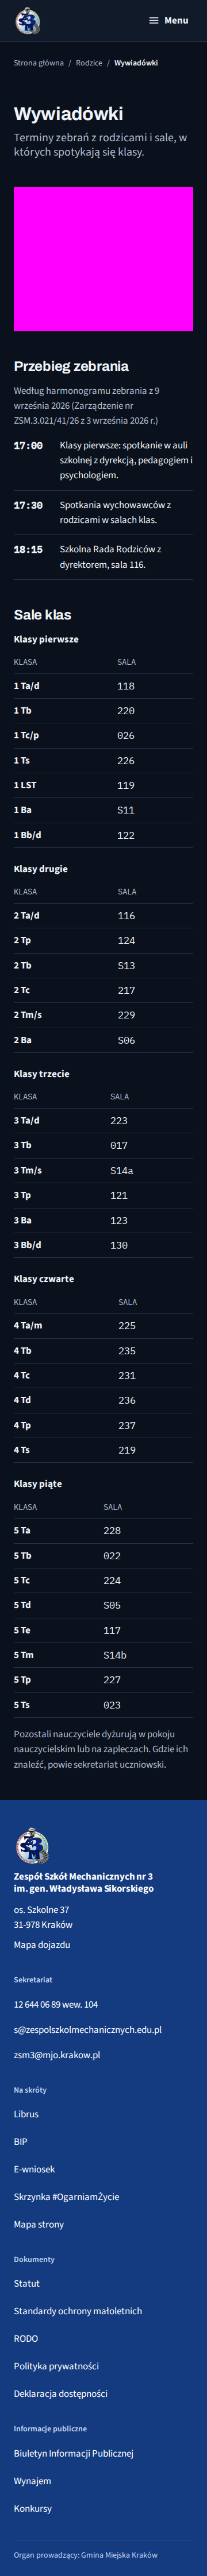 Menu
Strona główna / Rodzice / Wywiadówki
Wywiadówki
Terminy zebrań z rodzicami i sale, w
których spotykają się klasy.
Przebieg zebrania
Według harmonogramu zebrania z 9
września 2026 (Zarządzenie nr
ZSM.3.021/41/26 z 3 września 2026 r.)
17:00 Klasy pierwsze: spotkanie w auli
szkolnej z dyrekcją, pedagogiem i
psychologiem.
17:30 Spotkania wychowawców z
rodzicami w salach klas.
18:15 Szkolna Rada Rodziców z
dyrektorem, sala 116.
Sale klas
Klasy pierwsze
KLASA SALA
1 Ta/d 118
1 Tb 220
1 Tc/p 026
1 Ts 226
1 LST 119
1 Ba S11
1 Bb/d 122
Klasy drugie
KLASA SALA
2 Ta/d 116
2 Tp 124
2 Tb S13
2 Tc 217
2 Tm/s 229
2 Ba S06
Klasy trzecie
KLASA SALA
3 Ta/d 223
3 Tb 017
3 Tm/s S14a
3 Tp 121
3 Ba 123
3 Bb/d 130
Klasy czwarte
KLASA SALA
4 Ta/m 225
4 Tb 235
4 Tc 231
4 Td 236
4 Tp 237
4 Ts 219
Klasy piąte
KLASA SALA
5 Ta 228
5 Tb 022
5 Tc 224
5 Td S05
5 Te 117
5 Tm S14b
5 Tp 227
5 Ts 023
Pozostali nauczyciele dyżurują w pokoju
nauczycielskim lub na zapleczach. Gdzie ich
znaleźć, powie sekretariat uczniowski.
Zespół Szkół Mechanicznych nr 3
im. gen. Władysława Sikorskiego
os. Szkolne 37
31-978 Kraków
Mapa dojazdu
Sekretariat
12 644 06 89 wew. 104
s@zespolszkolmechanicznych.edu.pl
zsm3@mjo.krakow.pl
Na skróty
Librus
BIP
E-wniosek
Skrzynka #OgarniamŻycie
Mapa strony
Dokumenty
Statut
Standardy ochrony małoletnich
RODO
Polityka prywatności
Deklaracja dostępności
Informacje publiczne
Biuletyn Informacji Publicznej
Wynajem
Konkursy
Organ prowadzący: Gmina Miejska Kraków